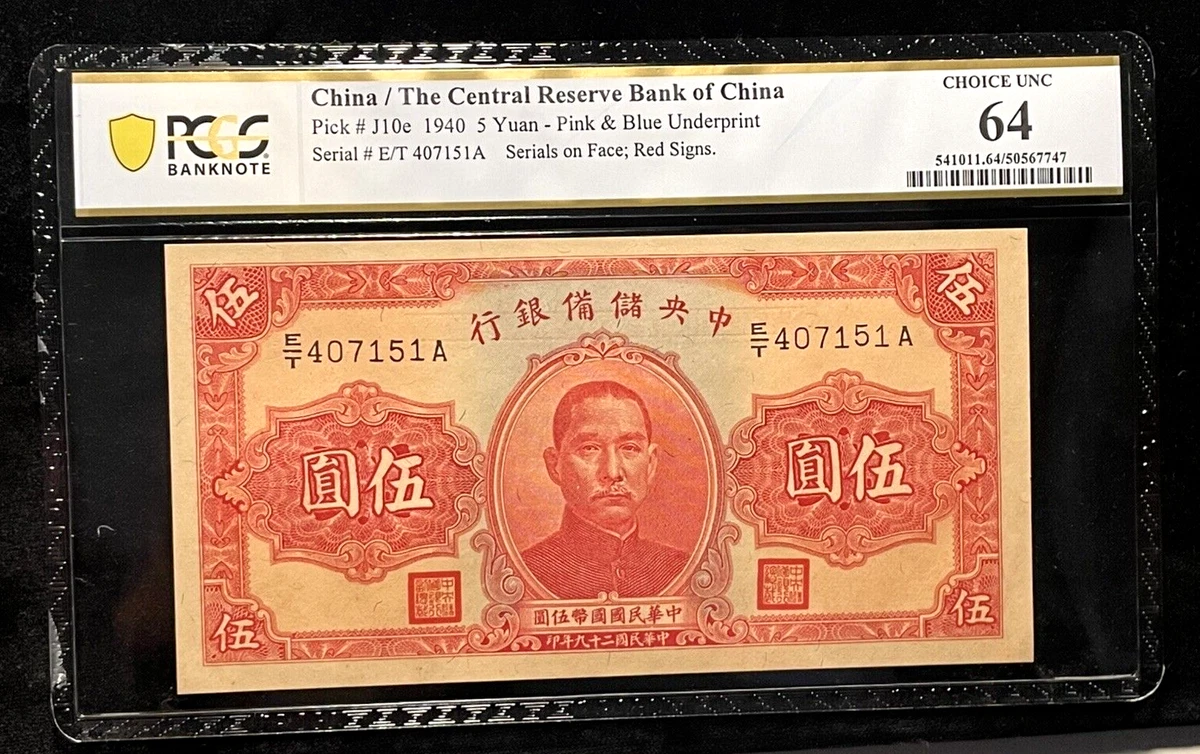 PCGS
BANKNOTE
China / The Central Reserve Bank of China
Pick # J10e 1940 5 Yuan - Pink & Blue Underprint
Serial # E/T 407151A Serials on Face; Red Signs.
CHOICE UNC
64
541011.64/50567747
伍
伍
行銀備儲央中
E/T 407151A
E/T 407151A
圓伍
圓伍
圓伍幣國國民華中
印年九十二國民華中
伍
伍